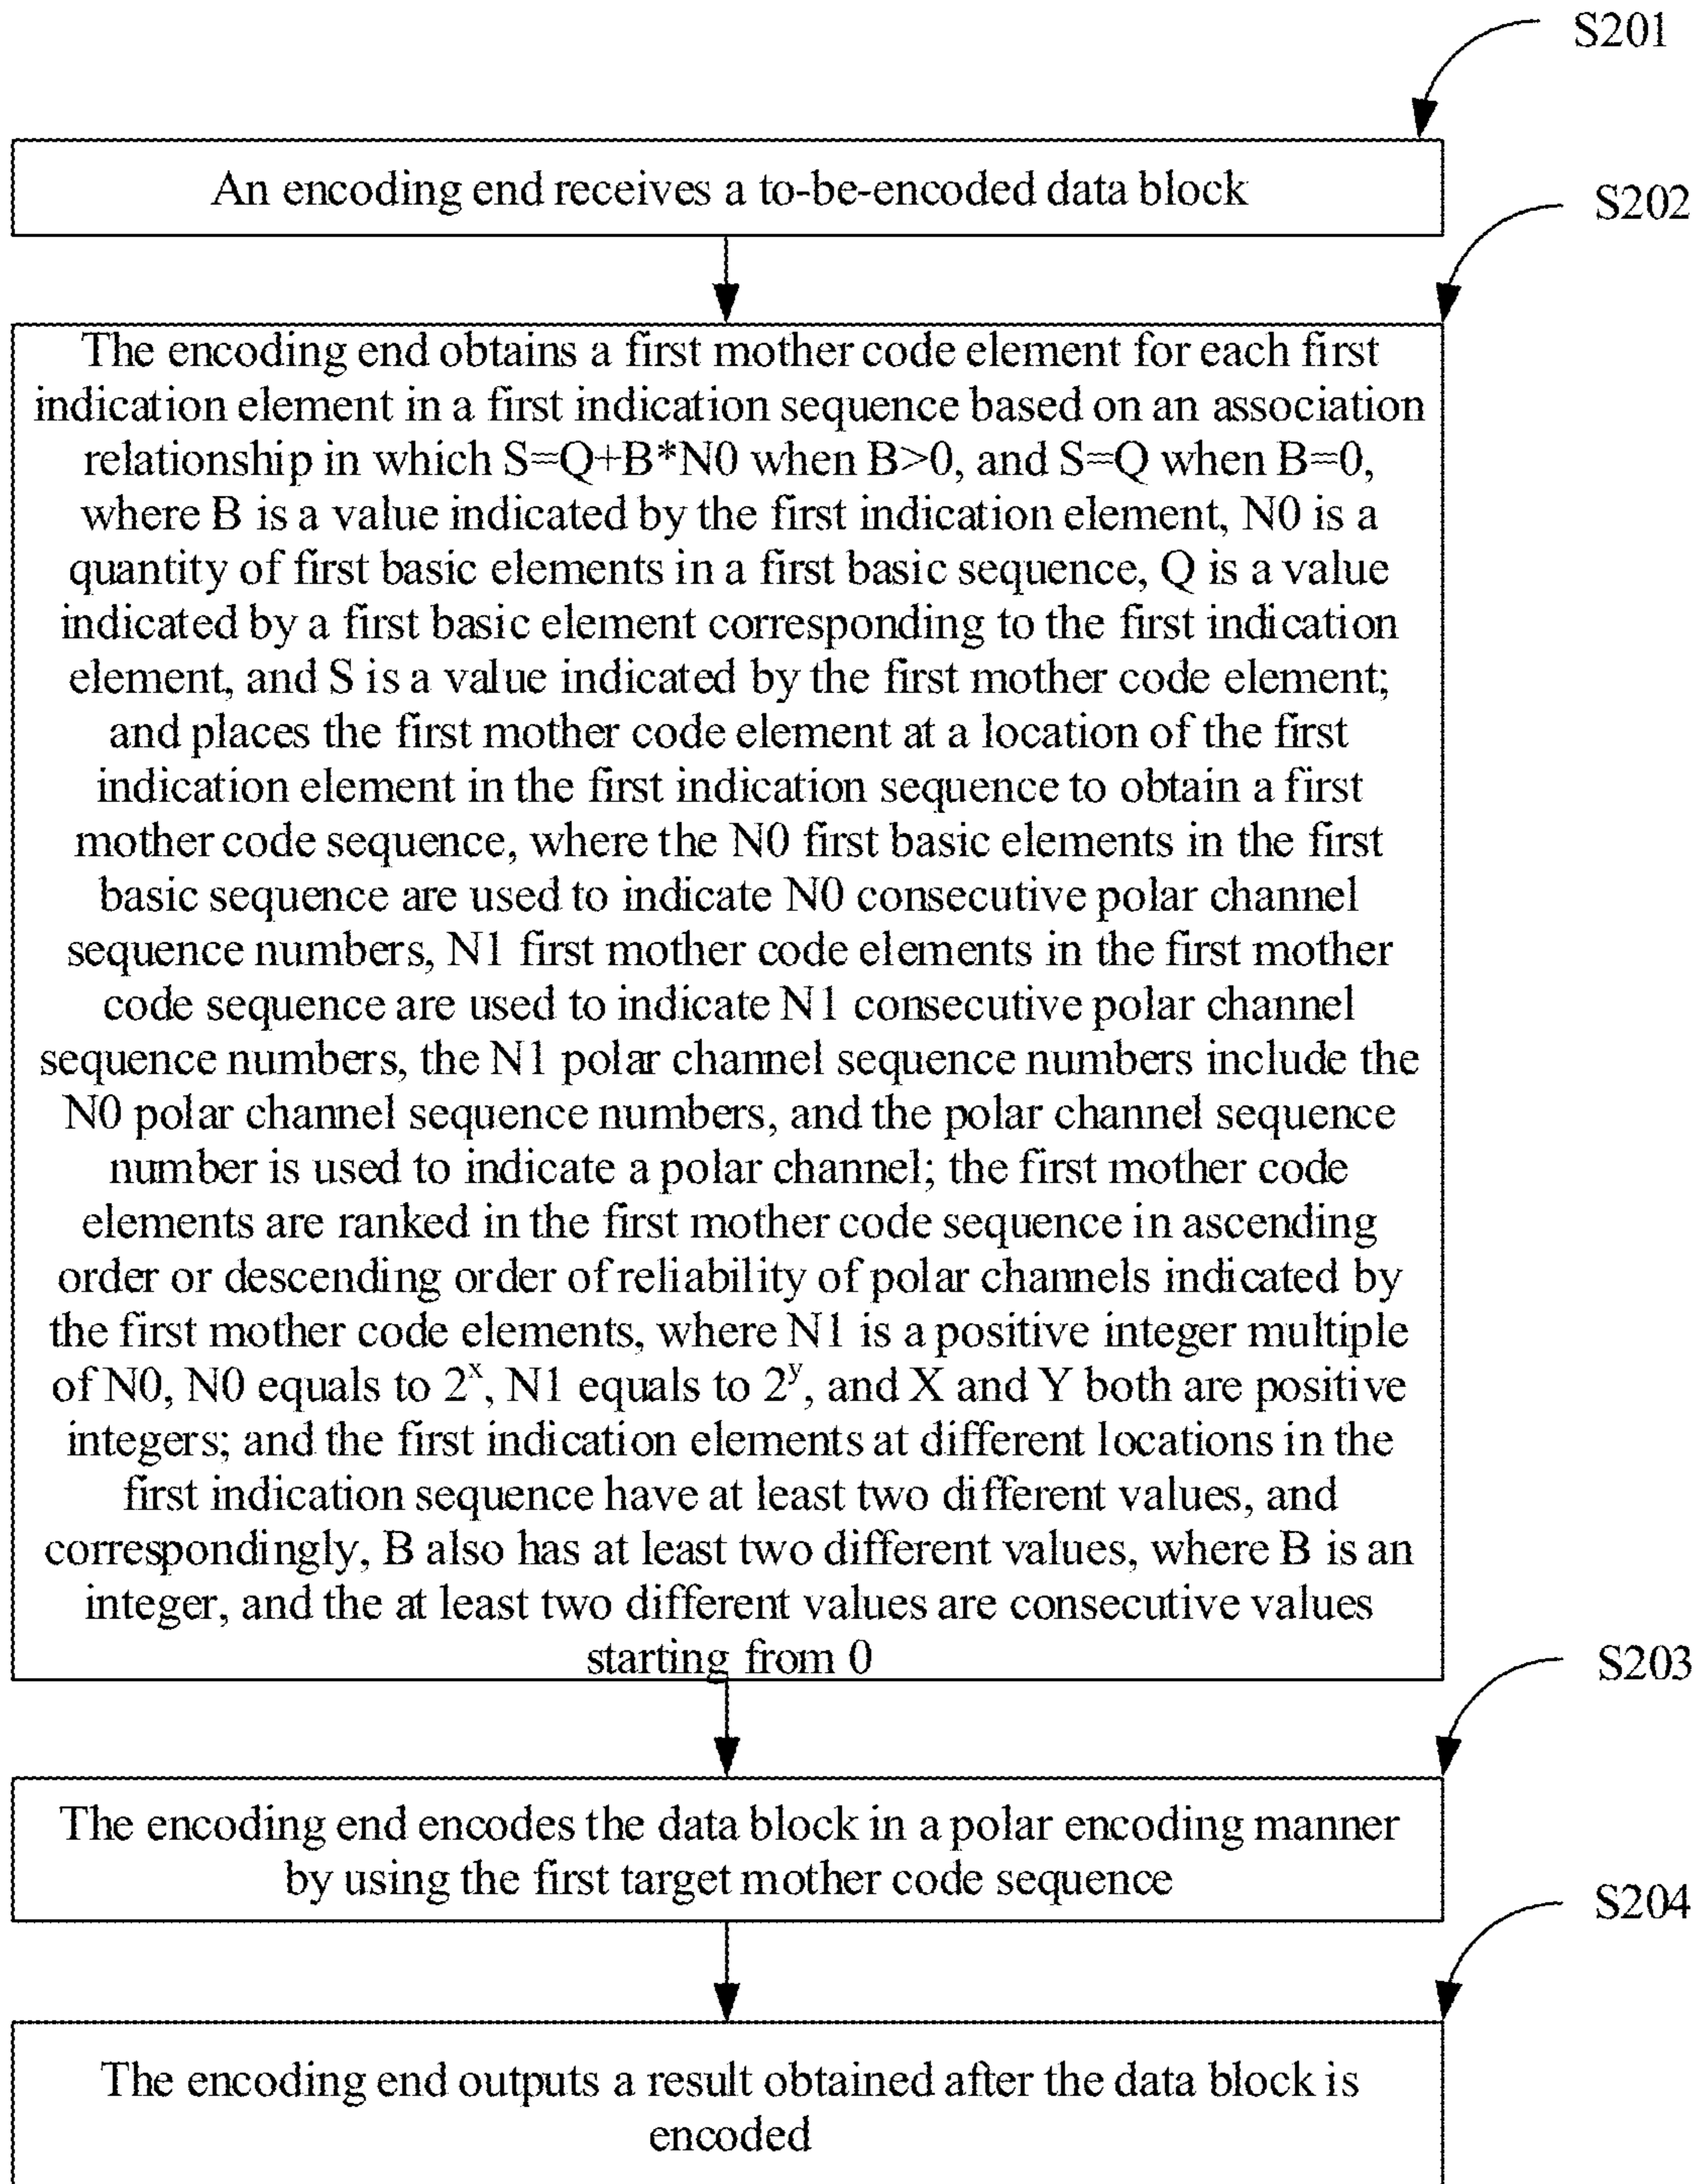 S201
An encoding end receives a to-be-encoded data block
S202
The encoding end obtains a first mother code element for each first
indication element in a first indication sequence based on an association
relationship in which S=Q+B*N0 when B>0, and S=Q when B=0,
where B is a value indicated by the first indication element, N0 is a
quantity of first basic elements in a first basic sequence, Q is a value
indicated by a first basic element corresponding to the first indication
element, and S is a value indicated by the first mother code element;
and places the first mother code element at a location of the first
indication element in the first indication sequence to obtain a first
mother code sequence, where the N0 first basic elements in the first
basic sequence are used to indicate N0 consecutive polar channel
sequence numbers, N1 first mother code elements in the first mother
code sequence are used to indicate N1 consecutive polar channel
sequence numbers, the N1 polar channel sequence numbers include the
N0 polar channel sequence numbers, and the polar channel sequence
number is used to indicate a polar channel; the first mother code
elements are ranked in the first mother code sequence in ascending
order or descending order of reliability of polar channels indicated by
the first mother code elements, where N1 is a positive integer multiple
of N0, N0 equals to 2ˣ, N1 equals to 2ʸ, and X and Y both are positive
integers; and the first indication elements at different locations in the
first indication sequence have at least two different values, and
correspondingly, B also has at least two different values, where B is an
integer, and the at least two different values are consecutive values
starting from 0
S203
The encoding end encodes the data block in a polar encoding manner
by using the first target mother code sequence
S204
The encoding end outputs a result obtained after the data block is
encoded